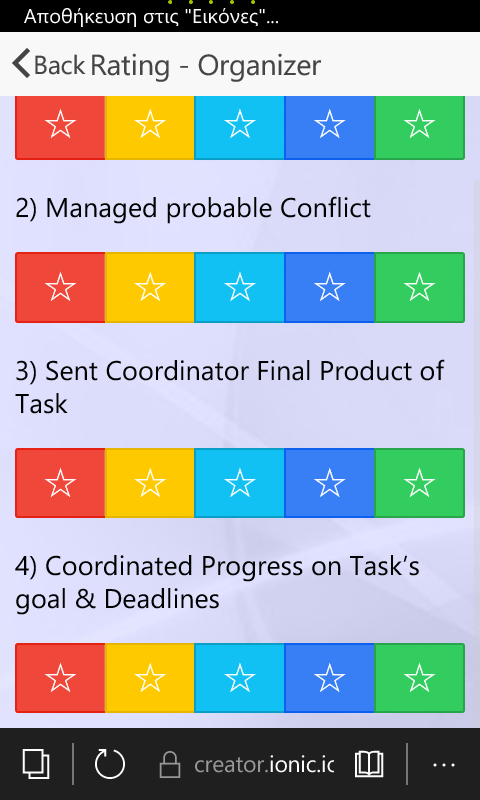 Αποθήκευση στις "Εικόνες"...
Back Rating - Organizer
2) Managed probable Conflict
3) Sent Coordinator Final Product of
Task
4) Coordinated Progress on Task’s
goal & Deadlines
creator.ionic.ic